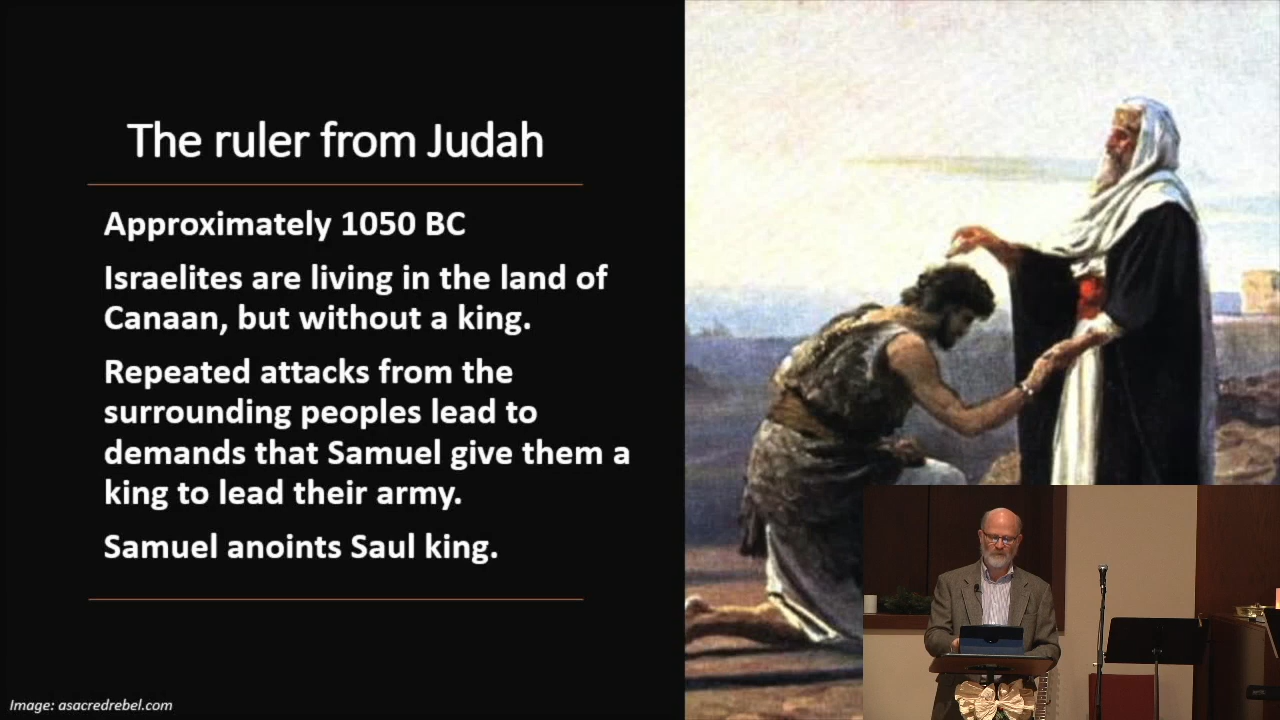 The ruler from Judah
Approximately 1050 BC
Israelites are living in the land of
Canaan, but without a king.
Repeated attacks from the
surrounding peoples lead to
demands that Samuel give them a
king to lead their army.
Samuel anoints Saul king.
Image: asacredrebel.com